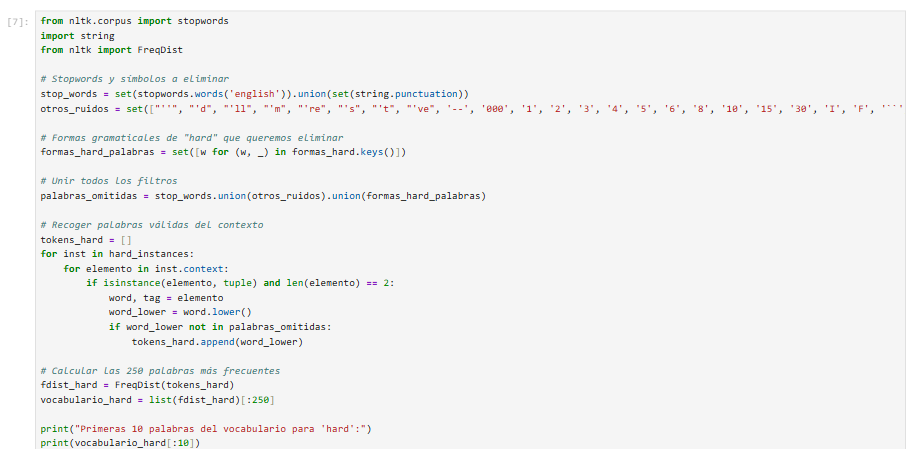 [7]: from nltk.corpus import stopwords
import string
from nltk import FreqDist

# Stopwords y símbolos a eliminar
stop_words = set(stopwords.words('english')).union(set(string.punctuation))
otros_ruidos = set(["''", "'d", "'ll", "'m", "'re", "'s", "'t", "'ve", '--', '000', '1', '2', '3', '4', '5', '6', '8', '10', '15', '30', 'I', 'F', '``'

# Formas gramaticales de "hard" que queremos eliminar
formas_hard_palabras = set([w for (w, _) in formas_hard.keys()])

# Unir todos los filtros
palabras_omitidas = stop_words.union(otros_ruidos).union(formas_hard_palabras)

# Recoger palabras válidas del contexto
tokens_hard = []
for inst in hard_instances:
    for elemento in inst.context:
        if isinstance(elemento, tuple) and len(elemento) == 2:
            word, tag = elemento
            word_lower = word.lower()
            if word_lower not in palabras_omitidas:
                tokens_hard.append(word_lower)

# Calcular las 250 palabras más frecuentes
fdist_hard = FreqDist(tokens_hard)
vocabulario_hard = list(fdist_hard)[:250]

print("Primeras 10 palabras del vocabulario para 'hard':")
print(vocabulario_hard[:10])